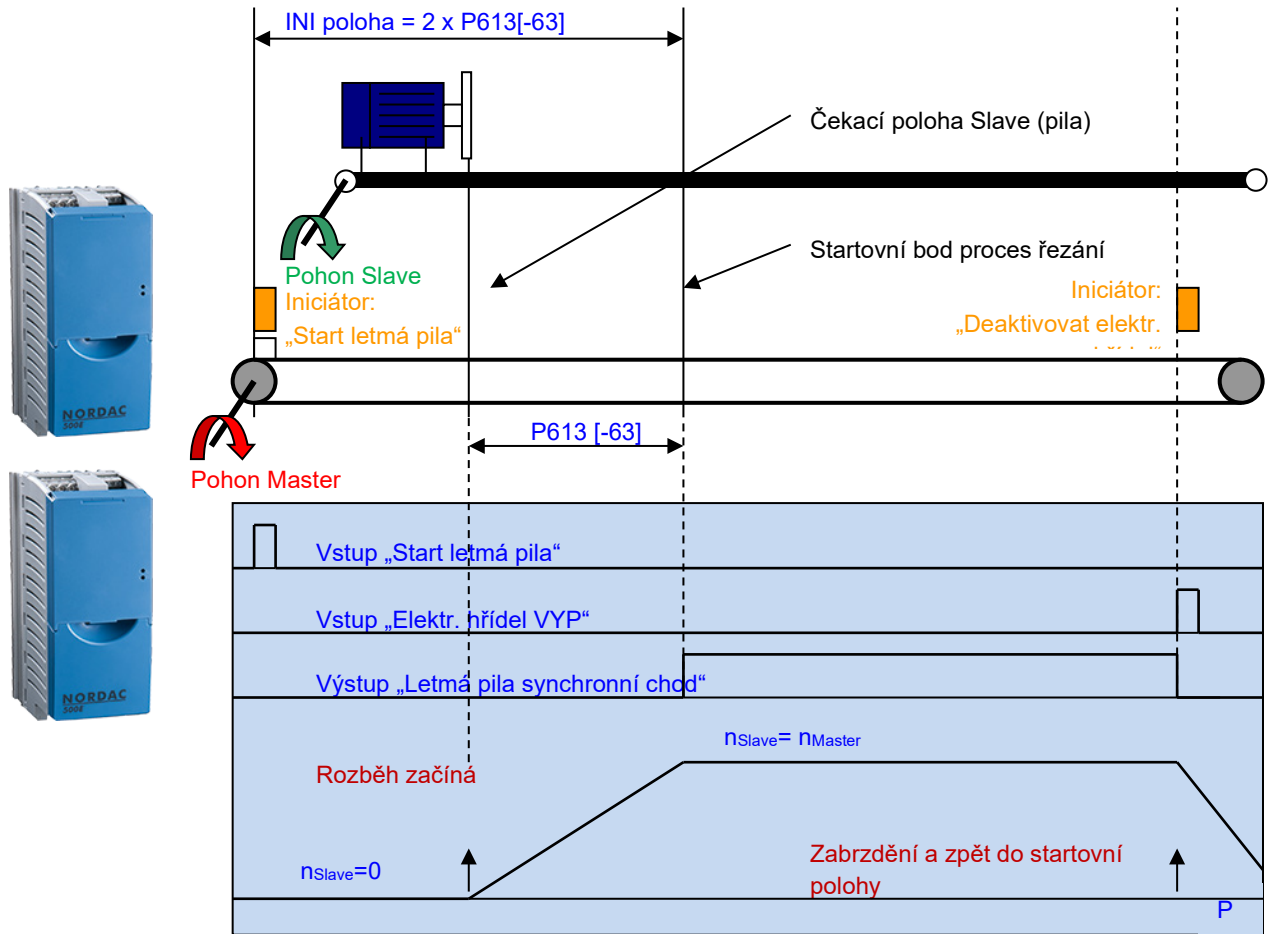 INI poloha = 2 x P613[-63]
Čekací poloha Slave (pila)
Startovní bod proces řezání
Pohon Slave
Iniciátor:
„Start letmá pila“
Iniciátor:
„Deaktivovat elektr.
NORDAC
500E
P613 [-63]
Pohon Master
NORDAC
500E
Vstup „Start letmá pila“
Vstup „Elektr. hřídel VYP“
Výstup „Letmá pila synchronní chod“
nSlave= nMaster
Rozběh začíná
nSlave=0
Zabrzdění a zpět do startovní
polohy
P